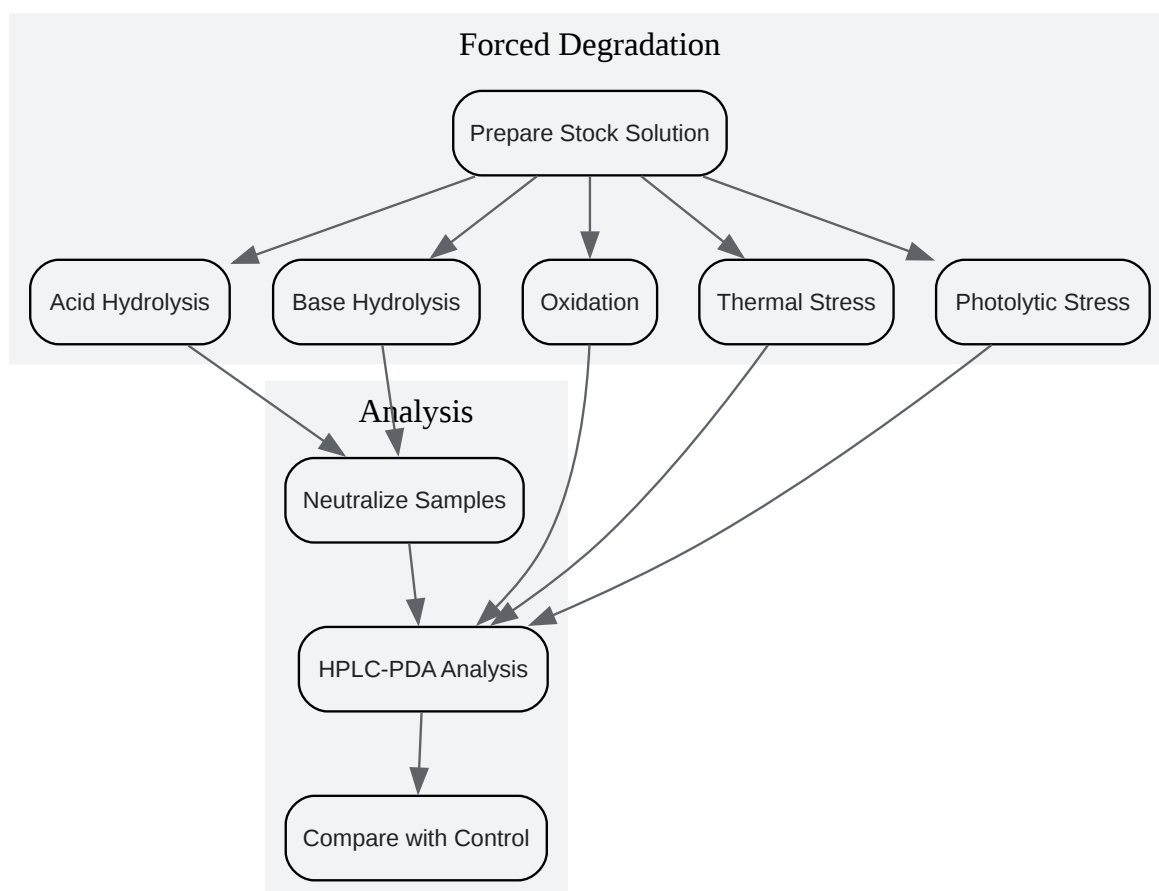 Forced Degradation
Prepare Stock Solution
Acid Hydrolysis
Base Hydrolysis
Oxidation
Thermal Stress
Photolytic Stress
Analysis
Neutralize Samples
HPLC-PDA Analysis
Compare with Control